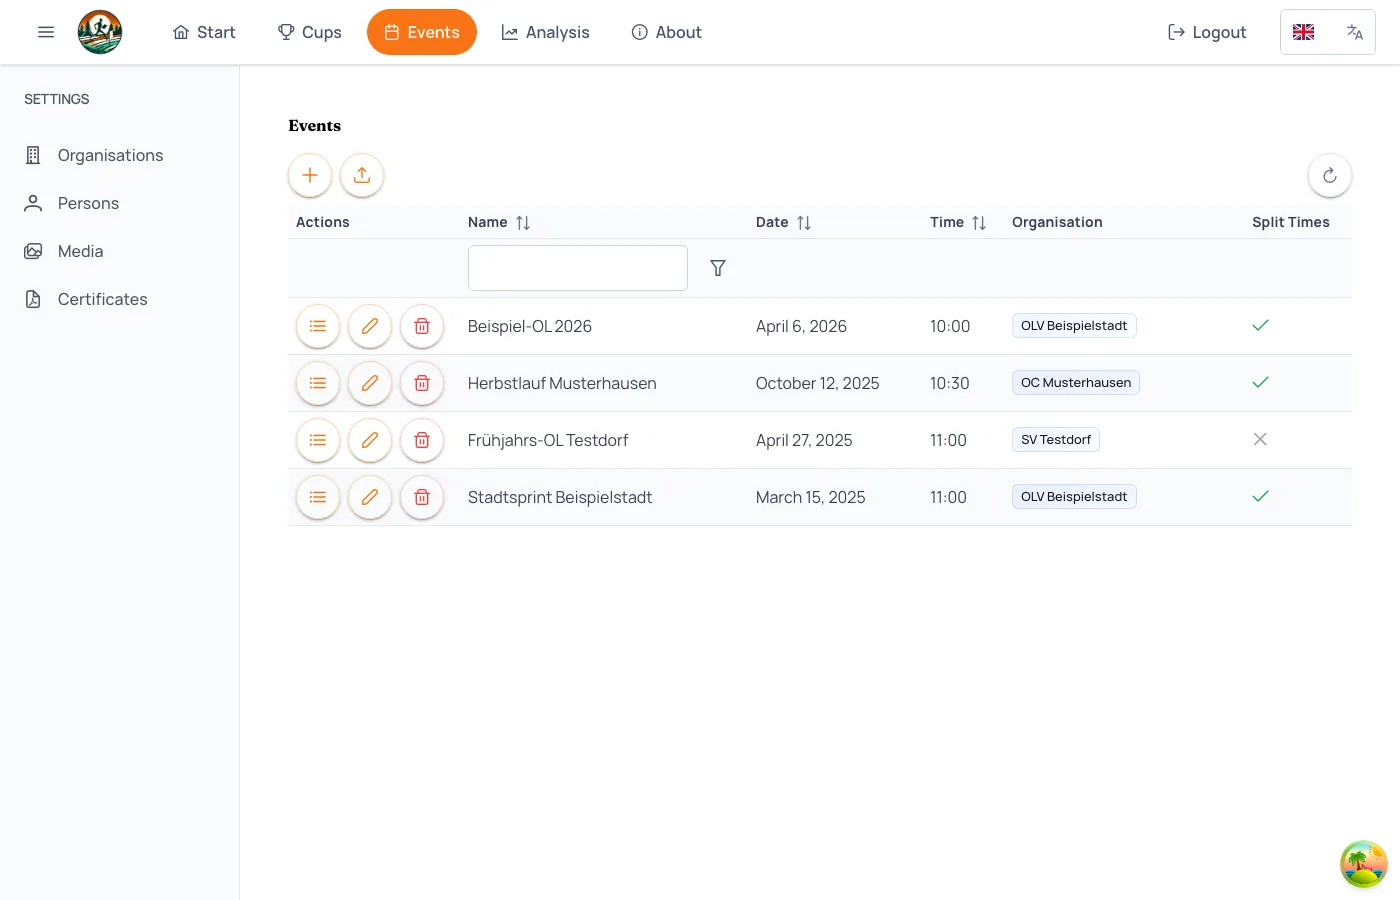 Start
Cups
Events
Analysis
About
Logout
SETTINGS
Organisations
Persons
Media
Certificates
Events
Actions Name Date Time Organisation Split Times
Beispiel-OL 2026 April 6, 2026 10:00 OLV Beispielstadt
Herbstlauf Musterhausen October 12, 2025 10:30 OC Musterhausen
Frühjahrs-OL Testdorf April 27, 2025 11:00 SV Testdorf
Stadtsprint Beispielstadt March 15, 2025 11:00 OLV Beispielstadt